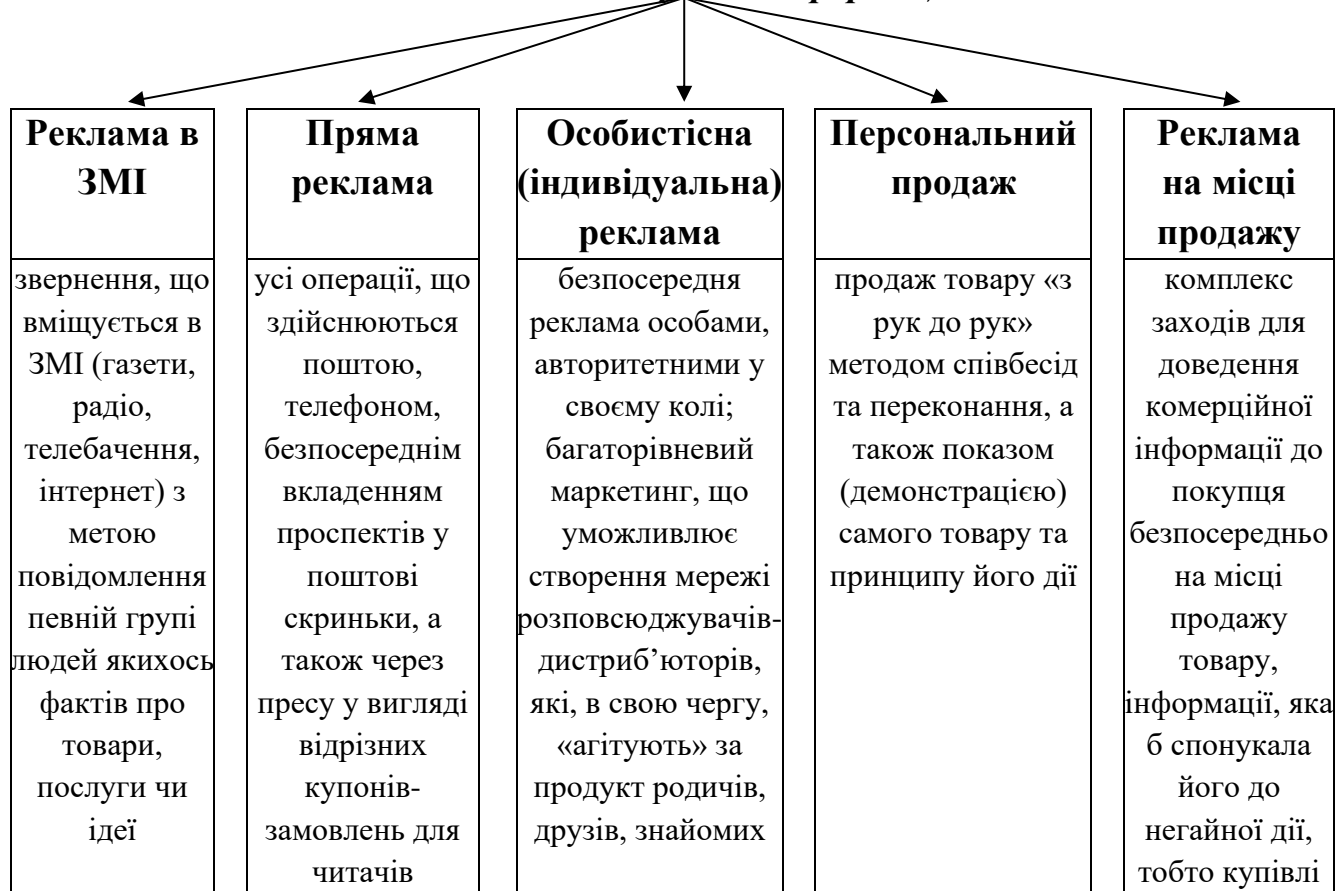 Реклама в
ЗМІ
звернення, що
вміщується в
ЗМІ (газети,
радіо,
телебачення,
інтернет) з
метою
повідомлення
певній групі
людей якихось
фактів про
товари,
послуги чи
ідеї
Пряма
реклама
усі операції, що
здійснюються
поштою,
телефоном,
безпосереднім
вкладенням
проспектів у
поштові
скриньки, а
також через
пресу у вигляді
відрізних
купонів-
замовлень для
читачів
Особистісна
(індивідуальна)
реклама
безпосередня
реклама особами,
авторитетними у
своєму колі;
багаторівневий
маркетинг, що
уможливлює
створення мережі
розповсюджувачів-
дистриб’юторів,
які, в свою чергу,
«агітують» за
продукт родичів,
друзів, знайомих
Персональний
продаж
продаж товару «з
рук до рук»
методом співбесід
та переконання, а
також показом
(демонстрацією)
самого товару та
принципу його дії
Реклама
на місці
продажу
комплекс
заходів для
доведення
комерційної
інформації до
покупця
безпосередньо
на місці
продажу
товару,
інформації, яка
б спонукала
його до
негайної дії,
тобто купівлі